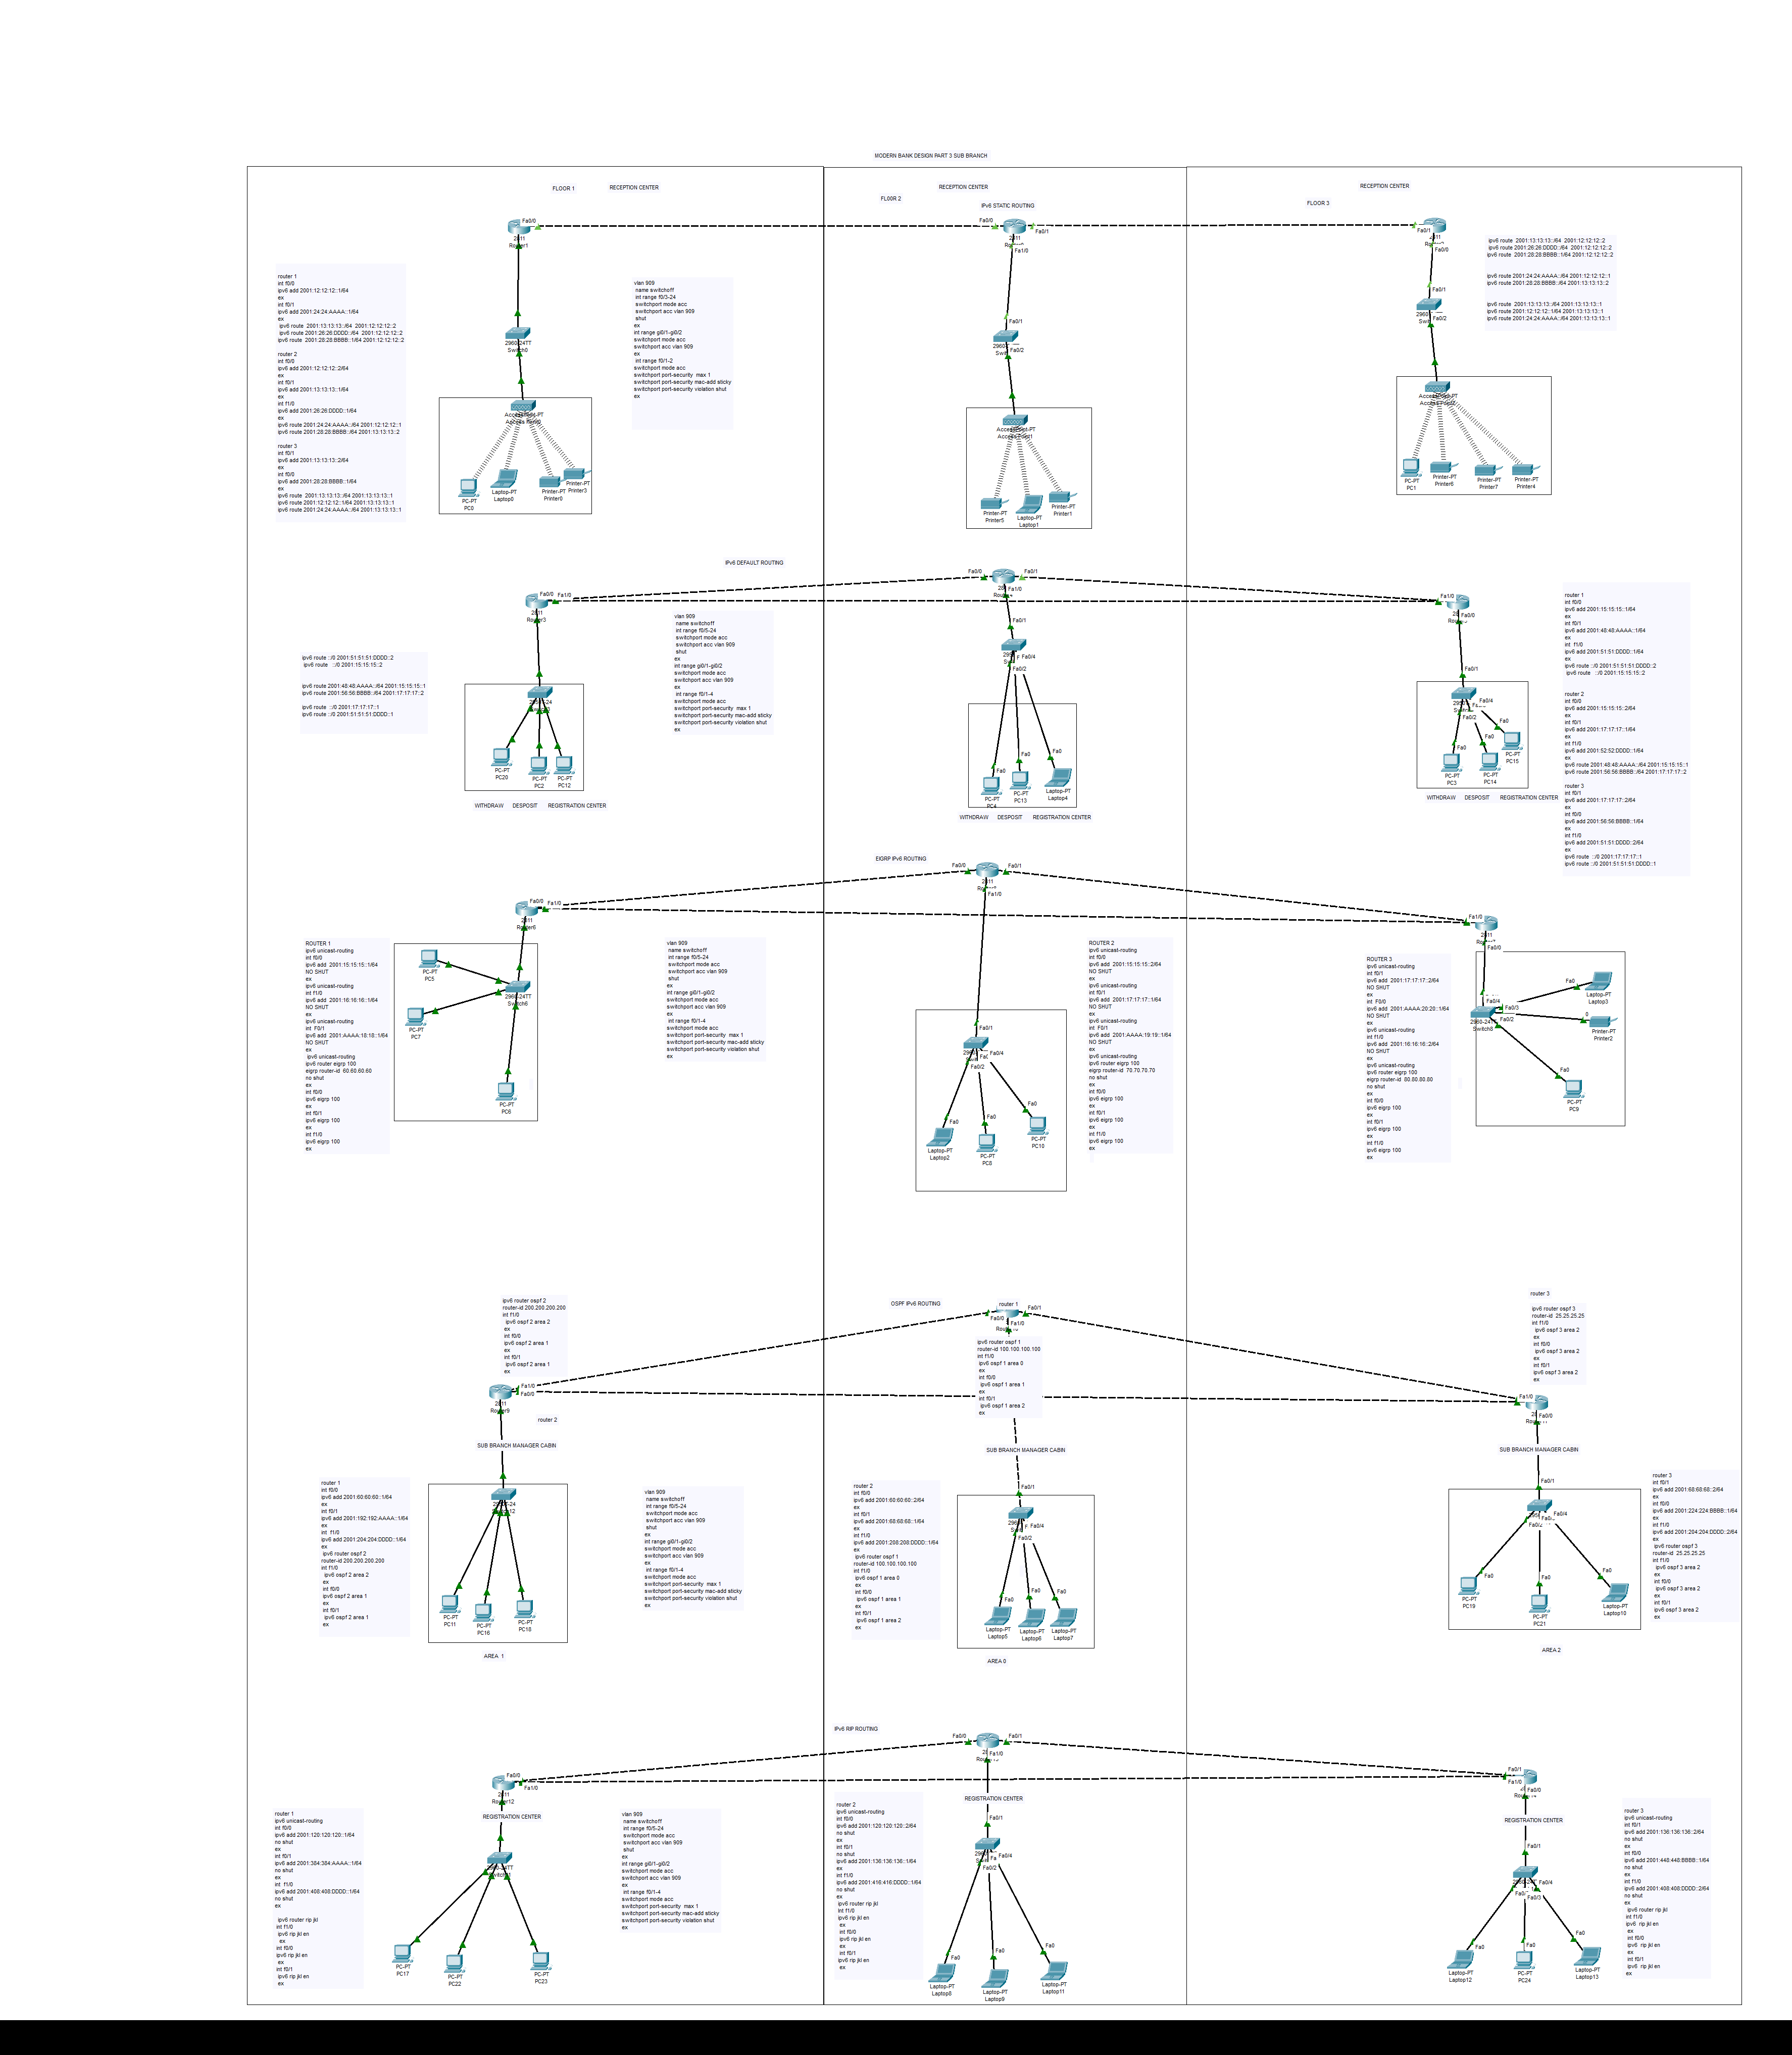 MODERN BANK DESIGN PART 3 SUB BRANCH
FLOOR 1
RECEPTION CENTER
FLOOR 2
RECEPTION CENTER
IPv6 STATIC ROUTING
RECEPTION CENTER
FLOOR 3
Fa0/0
2811
Router1
Fa0/0
Fa0/1
2811
Fa1/0
Fa0/1
Fa0/0
router 1
int f0/0
ipv6 add 2001:12:12:12::1/64
ex
int f0/1
ipv6 add 2001:24:24:AAAA::1/64
ex
ipv6 route 2001:13:13:13::/64 2001:12:12:12::2
ipv6 route 2001:26:26:DDDD::/64 2001:12:12:12::2
ipv6 route 2001:28:28:BBBB::1/64 2001:12:12:12::2
router 2
int f0/0
ipv6 add 2001:12:12:12::2/64
ex
int f0/1
ipv6 add 2001:13:13:13::1/64
ex
int f1/0
ipv6 add 2001:26:26:DDDD::1/64
ex
ipv6 route 2001:24:24:AAAA::/64 2001:12:12:12::1
ipv6 route 2001:28:28:BBBB::/64 2001:13:13:13::2
router 3
int f0/1
ipv6 add 2001:13:13:13::2/64
ex
int f0/0
ipv6 add 2001:28:28:BBBB::1/64
ex
ipv6 route 2001:13:13:13::/64 2001:13:13:13::1
ipv6 route 2001:12:12:12::1/64 2001:13:13:13::1
ipv6 route 2001:24:24:AAAA::/64 2001:13:13:13::1
2960-24TT
Switch0
AccessPoint-PT
PC-PT
PC0
Laptop-PT
Laptop0
Printer-PT
Printer0
Printer-PT
Printer3
vlan 909
name switchoff
int range f0/3-24
switchport mode acc
switchport acc vlan 909
shut
ex
int range gi0/1-gi0/2
switchport mode acc
switchport acc vlan 909
ex
int range f0/1-2
switchport mode acc
switchport port-security max 1
switchport port-security mac-add sticky
switchport port-security violation shut
ex
Fa0/1
Fa0/2
AccessPoint-PT
Access Point1
Printer-PT
Printer5
Laptop-PT
Laptop1
Printer-PT
Printer1
Fa0/1
Fa0/2
PC-PT
PC1
Printer-PT
Printer6
Printer-PT
Printer7
Printer-PT
Printer4
ipv6 route 2001:13:13:13::/64 2001:12:12:12::2
ipv6 route 2001:26:26:DDDD::/64 2001:12:12:12::2
ipv6 route 2001:28:28:BBBB::1/64 2001:12:12:12::2
ipv6 route 2001:24:24:AAAA::/64 2001:12:12:12::1
ipv6 route 2001:28:28:BBBB::/64 2001:13:13:13::2
ipv6 route 2001:13:13:13::/64 2001:13:13:13::1
ipv6 route 2001:12:12:12::1/64 2001:13:13:13::1
ipv6 route 2001:24:24:AAAA::/64 2001:13:13:13::1
IPv6 DEFAULT ROUTING
Fa0/0
Fa1/0
2811
Router3
Fa0/0
Fa0/1
Fa1/0
Fa1/0
Fa0/0
ipv6 route ::/0 2001:51:51:51:DDDD::2
ipv6 route ::/0 2001:15:15:15::2
ipv6 route 2001:48:48:AAAA::/64 2001:15:15:15::1
ipv6 route 2001:56:56:BBBB::/64 2001:17:17:17::2
ipv6 route ::/0 2001:17:17:17::1
ipv6 route ::/0 2001:51:51:51:DDDD::1
PC-PT
PC20
PC-PT
PC2
PC-PT
PC12
WITHDRAW DESPOSIT REGISTRATION CENTER
vlan 909
name switchoff
int range f0/5-24
switchport mode acc
switchport acc vlan 909
shut
ex
int range gi0/1-gi0/2
switchport mode acc
switchport acc vlan 909
ex
int range f0/1-4
switchport mode acc
switchport port-security max 1
switchport port-security mac-add sticky
switchport port-security violation shut
ex
Fa0/1
Fa0/4
Fa0/2
Fa0
Fa0
Fa0
PC-PT
PC4
PC-PT
PC13
Laptop-PT
Laptop4
WITHDRAW DESPOSIT REGISTRATION CENTER
Fa0/1
Fa0/4
Fa0/2
Fa0
Fa0
Fa0
PC-PT
PC3
PC-PT
PC14
PC-PT
PC15
WITHDRAW DESPOSIT REGISTRATION CENTER
router 1
int f0/0
ipv6 add 2001:15:15:15::1/64
ex
int f0/1
ipv6 add 2001:48:48:AAAA::1/64
ex
int f1/0
ipv6 add 2001:51:51:DDDD::1/64
ex
ipv6 route ::/0 2001:51:51:51:DDDD::2
ipv6 route ::/0 2001:15:15:15::2
router 2
int f0/0
ipv6 add 2001:15:15:15::2/64
ex
int f0/1
ipv6 add 2001:17:17:17::1/64
ex
int f1/0
ipv6 add 2001:52:52:DDDD::1/64
ex
ipv6 route 2001:48:48:AAAA::/64 2001:15:15:15::1
ipv6 route 2001:56:56:BBBB::/64 2001:17:17:17::2
router 3
int f0/1
ipv6 add 2001:17:17:17::2/64
ex
int f0/0
ipv6 add 2001:56:56:BBBB::1/64
ex
int f1/0
ipv6 add 2001:51:51:DDDD::2/64
ex
ipv6 route ::/0 2001:17:17:17::1
ipv6 route ::/0 2001:51:51:51:DDDD::1
EIGRP IPv6 ROUTING
Fa0/0
Fa1/0
2811
Router6
Fa0/0
Fa0/1
2811
Fa1/0
Fa1/0
2811
Fa0/0
ROUTER 1
ipv6 unicast-routing
int f0/0
ipv6 add 2001:15:15:15::1/64
NO SHUT
ex
ipv6 unicast-routing
int f1/0
ipv6 add 2001:16:16:16::1/64
NO SHUT
ex
ipv6 unicast-routing
int F0/1
ipv6 add 2001:AAAA:18:18::1/64
NO SHUT
ex
ipv6 unicast-routing
ipv6 router eigrp 100
eigrp router-id 60.60.60.60
no shut
ex
int f0/0
ipv6 eigrp 100
ex
int f0/1
ipv6 eigrp 100
ex
int f1/0
ipv6 eigrp 100
ex
PC-PT
PC5
PC-PT
PC7
2960-24TT
Switch6
PC-PT
PC6
vlan 909
name switchoff
int range f0/5-24
switchport mode acc
switchport acc vlan 909
shut
ex
int range gi0/1-gi0/2
switchport mode acc
switchport acc vlan 909
ex
int range f0/1-4
switchport mode acc
switchport port-security max 1
switchport port-security mac-add sticky
switchport port-security violation shut
ex
Fa0/1
Fa0/4
Fa0/2
Fa0
Fa0
Fa0
Laptop-PT
Laptop2
PC-PT
PC8
PC-PT
PC10
ROUTER 2
ipv6 unicast-routing
int f0/0
ipv6 add 2001:15:15:15::2/64
NO SHUT
ex
ipv6 unicast-routing
int f0/1
ipv6 add 2001:17:17:17::1/64
NO SHUT
ex
ipv6 unicast-routing
int F0/1
ipv6 add 2001:AAAA:19:19::1/64
NO SHUT
ex
ipv6 unicast-routing
ipv6 router eigrp 100
eigrp router-id 70.70.70.70
no shut
ex
int f0/0
ipv6 eigrp 100
ex
int f0/1
ipv6 eigrp 100
ex
int f1/0
ipv6 eigrp 100
ex
ROUTER 3
ipv6 unicast-routing
int f0/1
ipv6 add 2001:17:17:17::2/64
NO SHUT
ex
int F0/0
ipv6 add 2001:AAAA:20:20::1/64
NO SHUT
ex
ipv6 unicast-routing
int f1/0
ipv6 add 2001:16:16:16::2/64
NO SHUT
ex
ipv6 unicast-routing
ipv6 router eigrp 100
eigrp router-id 80.80.80.80
no shut
ex
int f0/0
ipv6 eigrp 100
ex
int f0/1
ipv6 eigrp 100
ex
int f1/0
ipv6 eigrp 100
ex
Fa0/4
Fa0/3
Fa0/2
2960-24TT
Switch8
Fa0
Laptop-PT
Laptop3
0
Printer-PT
Printer2
Fa0
PC-PT
PC9
ipv6 router ospf 2
router-id 200.200.200.200
int f1/0
ipv6 ospf 2 area 2
ex
int f0/0
ipv6 ospf 2 area 1
ex
int f0/1
ipv6 ospf 2 area 1
ex
Fa1/0
Fa0/0
2811
Router9
router 2
OSPF IPv6 ROUTING
router 1
Fa0/1
Fa0/0
Fa1/0
ipv6 router ospf 1
router-id 100.100.100.100
int f1/0
ipv6 ospf 1 area 0
ex
int f0/0
ipv6 ospf 1 area 1
ex
int f0/1
ipv6 ospf 1 area 2
ex
router 3
ipv6 router ospf 3
router-id 25.25.25.25
int f1/0
ipv6 ospf 3 area 2
ex
int f0/0
ipv6 ospf 3 area 2
ex
int f0/1
ipv6 ospf 3 area 2
ex
Fa1/0
Fa0/0
SUB BRANCH MANAGER CABIN
SUB BRANCH MANAGER CABIN
SUB BRANCH MANAGER CABIN
router 1
int f0/0
ipv6 add 2001:60:60:60::1/64
ex
int f0/1
ipv6 add 2001:192:192:AAAA::1/64
ex
int f1/0
ipv6 add 2001:204:204:DDDD::1/64
ex
ipv6 router ospf 2
router-id 200.200.200.200
int f1/0
ipv6 ospf 2 area 2
ex
int f0/0
ipv6 ospf 2 area 1
ex
int f0/1
ipv6 ospf 2 area 1
ex
PC-PT
PC11
PC-PT
PC16
PC-PT
PC18
AREA 1
vlan 909
name switchoff
int range f0/5-24
switchport mode acc
switchport acc vlan 909
shut
ex
int range gi0/1-gi0/2
switchport mode acc
switchport acc vlan 909
ex
int range f0/1-4
switchport mode acc
switchport port-security max 1
switchport port-security mac-add sticky
switchport port-security violation shut
ex
router 2
int f0/0
ipv6 add 2001:60:60:60::2/64
ex
int f0/1
ipv6 add 2001:68:68:68::1/64
ex
int f1/0
ipv6 add 2001:208:208:DDDD::1/64
ex
ipv6 router ospf 1
router-id 100.100.100.100
int f1/0
ipv6 ospf 1 area 0
ex
int f0/0
ipv6 ospf 1 area 1
ex
int f0/1
ipv6 ospf 1 area 2
ex
Fa0/1
Fa0/4
Fa0/2
Fa0
Fa0
Fa0
Laptop-PT
Laptop5
Laptop-PT
Laptop6
Laptop-PT
Laptop7
AREA 0
Fa0/1
Fa0/4
Fa0/2
Fa0
Fa0
Fa0
PC-PT
PC19
PC-PT
PC21
Laptop-PT
Laptop10
AREA 2
router 3
int f0/1
ipv6 add 2001:68:68:68::2/64
ex
int f0/0
ipv6 add 2001:224:224:BBBB::1/64
ex
int f1/0
ipv6 add 2001:204:204:DDDD::2/64
ex
ipv6 router ospf 3
router-id 25.25.25.25
int f1/0
ipv6 ospf 3 area 2
ex
int f0/0
ipv6 ospf 3 area 2
ex
int f0/1
ipv6 ospf 3 area 2
ex
IPv6 RIP ROUTING
Fa0/0
Fa1/0
2811
Router12
Fa0/0
Fa0/1
Fa1/0
Fa0/1
Fa1/0
Fa0/0
REGISTRATION CENTER
REGISTRATION CENTER
REGISTRATION CENTER
router 1
ipv6 unicast-routing
int f0/0
ipv6 add 2001:120:120:120::1/64
no shut
ex
int f0/1
ipv6 add 2001:384:384:AAAA::1/64
no shut
ex
int f1/0
ipv6 add 2001:408:408:DDDD::1/64
no shut
ex
ipv6 router rip jkl
int f1/0
ipv6 rip jkl en
ex
int f0/0
ipv6 rip jkl en
ex
int f0/1
ipv6 rip jkl en
ex
PC-PT
PC17
PC-PT
PC22
PC-PT
PC23
vlan 909
name switchoff
int range f0/5-24
switchport mode acc
switchport acc vlan 909
shut
ex
int range gi0/1-gi0/2
switchport mode acc
switchport acc vlan 909
ex
int range f0/1-4
switchport mode acc
switchport port-security max 1
switchport port-security mac-add sticky
switchport port-security violation shut
ex
router 2
ipv6 unicast-routing
int f0/0
ipv6 add 2001:120:120:120::2/64
no shut
ex
int f0/1
no shut
ipv6 add 2001:136:136:136::1/64
ex
int f1/0
ipv6 add 2001:416:416:DDDD::1/64
no shut
ex
ipv6 router rip jkl
int f1/0
ipv6 rip jkl en
ex
int f0/0
ipv6 rip jkl en
ex
int f0/1
ipv6 rip jkl en
ex
Fa0/1
Fa0/4
Fa0/2
Fa0
Fa0
Fa0
Laptop-PT
Laptop8
Laptop-PT
Laptop9
Laptop-PT
Laptop11
Fa0/1
Fa0/4
Fa0/3
Fa0
Fa0
Fa0
Laptop-PT
Laptop12
PC-PT
PC24
Laptop-PT
Laptop13
router 3
ipv6 unicast-routing
int f0/1
ipv6 add 2001:136:136:136::2/64
no shut
ex
int f0/0
ipv6 add 2001:448:448:BBBB::1/64
no shut
ex
int f1/0
ipv6 add 2001:408:408:DDDD::2/64
no shut
ex
ipv6 router rip jkl
int f1/0
ipv6 rip jkl en
ex
int f0/0
ipv6 rip jkl en
ex
int f0/1
ipv6 rip jkl en
ex